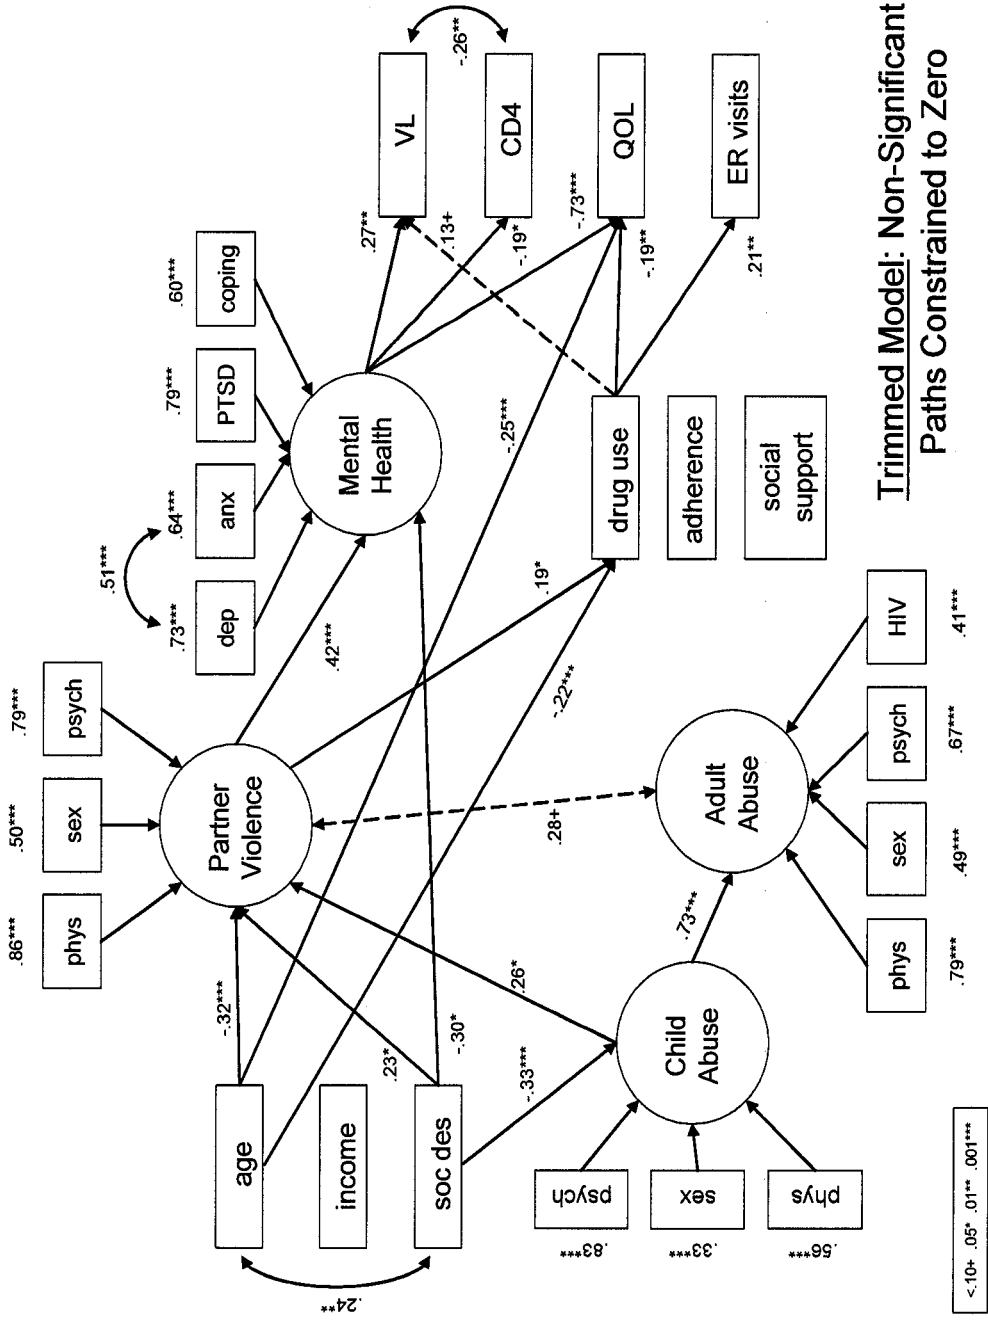 .86***
.50***
.79***
phys
sex
psych
Partner
Violence
.51***
.73***
.64***
.79***
.60***
dep
anx
PTSD
coping
Mental
Health
-.26**
VL
CD4
QOL
ER visits
.27**
.13+
-.19*
-.73***
-.19**
.21**
.24**
age
income
soc des
-.32***
.23*
-.30*
-.33***
.26*
.42***
.19*
-.25***
-.22***
.28+
drug use
adherence
social
support
.83***
.33***
.56***
psych
sex
phys
Child
Abuse
.73***
Adult
Abuse
phys
sex
psych
HIV
.79***
.49***
.67***
.41***
Trimmed Model: Non-Significant
Paths Constrained to Zero
<.10+ .05* .01** .001***